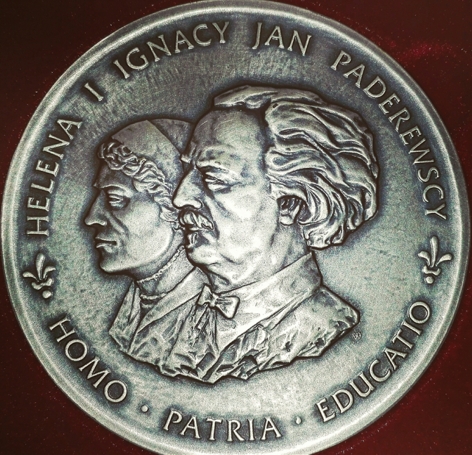 HELENA I IGNACY JAN PADEREWSCY
HOMO · PATRIA · EDUCATIO